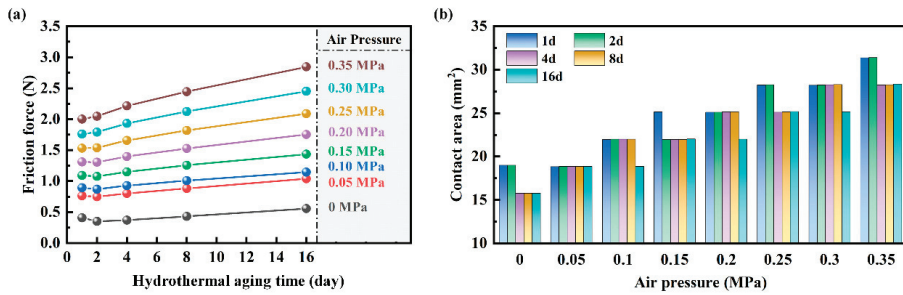 (a)
3.5
3.0
2.5
2.0
1.5
1.0
0.5
0.0
Friction force (N)
0 2 4 6 8 10 12 14 16
Hydrothermal aging time (day)
Air Pressure
0.35 MPa
0.30 MPa
0.25 MPa
0.20 MPa
0.15 MPa
0.10 MPa
0.05 MPa
0 MPa
(b)
35
30
25
20
15
10
Contact area (mm²)
1d 2d
4d 8d
16d
0 0.05 0.1 0.15 0.2 0.25 0.3 0.35
Air pressure (MPa)